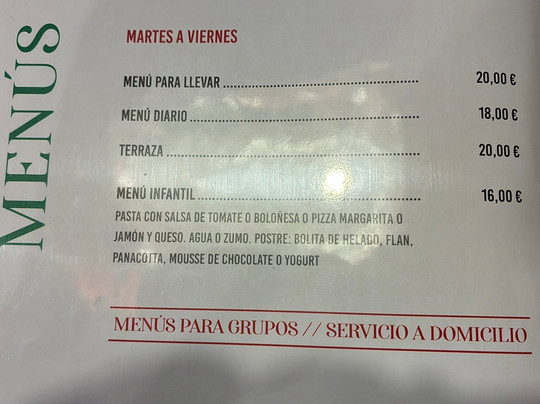 MENÚS
MARTES A VIERNES
MENÚ PARA LLEVAR ........................................ 20,00 €
MENÚ DIARIO ........................................ 18,00 €
TERRAZA ........................................ 20,00 €
MENÚ INFANTIL ........................................ 16,00 €
PASTA CON SALSA DE TOMATE O BOLOÑESA O PIZZA MARGARITA O
JAMÓN Y QUESO. AGUA O ZUMO. POSTRE: BOLITA DE HELADO, FLAN,
PANACOTTA, MOUSSE DE CHOCOLATE O YOGURT
MENÚS PARA GRUPOS // SERVICIO A DOMICILIO